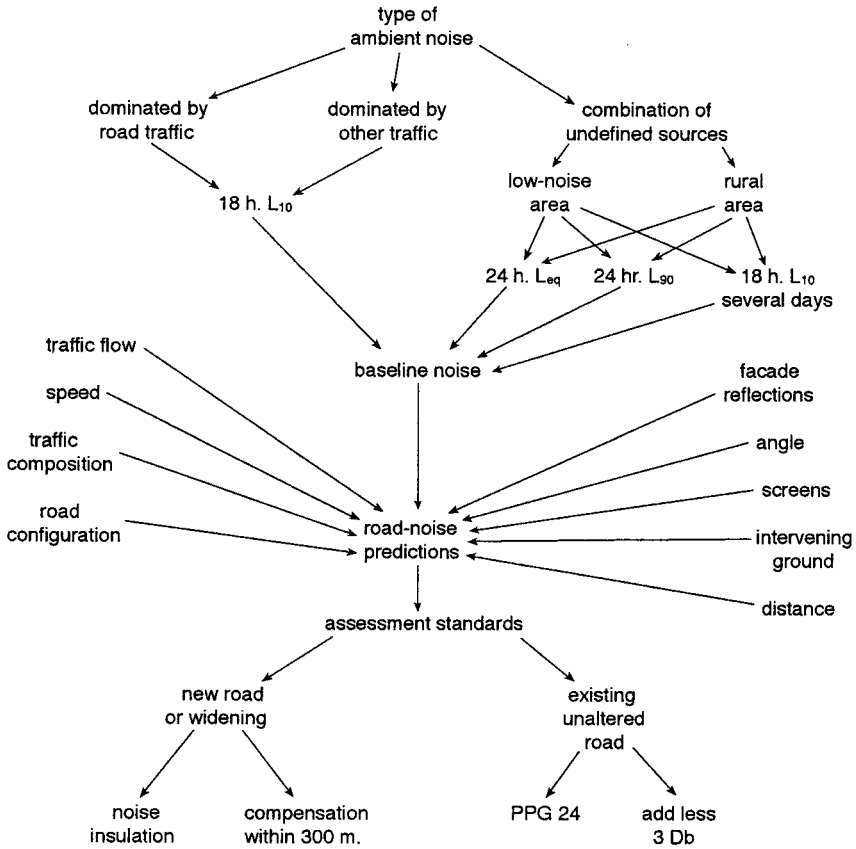 type of
ambient noise
dominated by
road traffic
dominated by
other traffic
combination of
undefined sources
low-noise
area
rural
area
18 h. L₁₀
24 h. Leq
24 hr. L₉₀
18 h. L₁₀
several days
baseline noise
traffic flow
speed
traffic
composition
road
configuration
facade
reflections
angle
screens
intervening
ground
distance
road-noise
predictions
assessment standards
new road
or widening
existing
unaltered
road
noise
insulation
compensation
within 300 m.
PPG 24
add less
3 Db